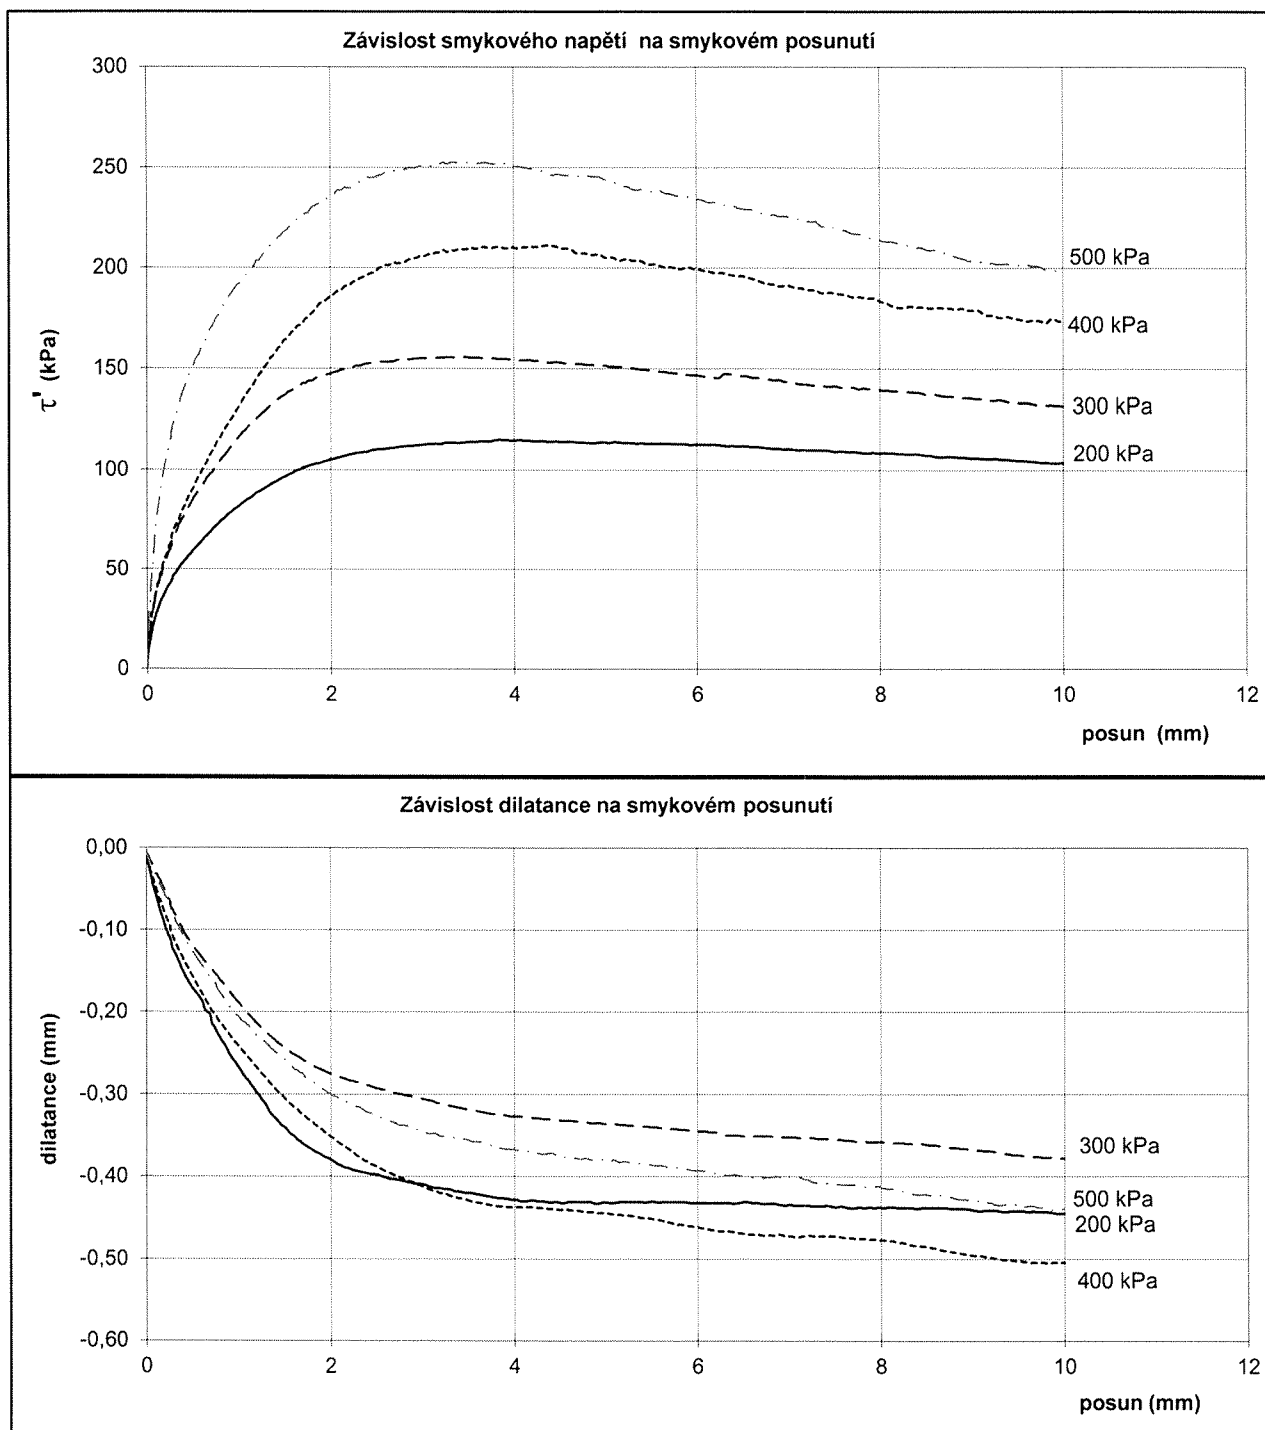 Závislost smykového napětí na smykovém posunutí
300
250
200
150
100
50
0
τ' (kPa)
500 kPa
400 kPa
300 kPa
200 kPa
0 2 4 6 8 10 12
posun (mm)
Závislost dilatance na smykovém posunutí
0,00
-0,10
-0,20
-0,30
-0,40
-0,50
-0,60
dilatance (mm)
300 kPa
500 kPa
200 kPa
400 kPa
0 2 4 6 8 10 12
posun (mm)